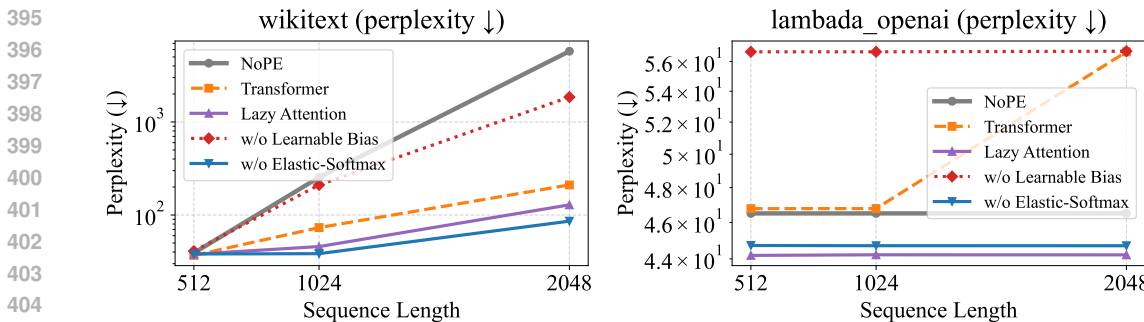 395
396
397
398
399
400
401
402
403
404
wikitext (perplexity ↓)
Perplexity (↓)
10³
10²
NoPE
Transformer
Lazy Attention
w/o Learnable Bias
w/o Elastic-Softmax
512 1024 2048
Sequence Length
lambada_openai (perplexity ↓)
Perplexity (↓)
5.6 × 10¹
5.4 × 10¹
5.2 × 10¹
5 × 10¹
4.8 × 10¹
4.6 × 10¹
4.4 × 10¹
NoPE
Transformer
Lazy Attention
w/o Learnable Bias
w/o Elastic-Softmax
512 1024 2048
Sequence Length